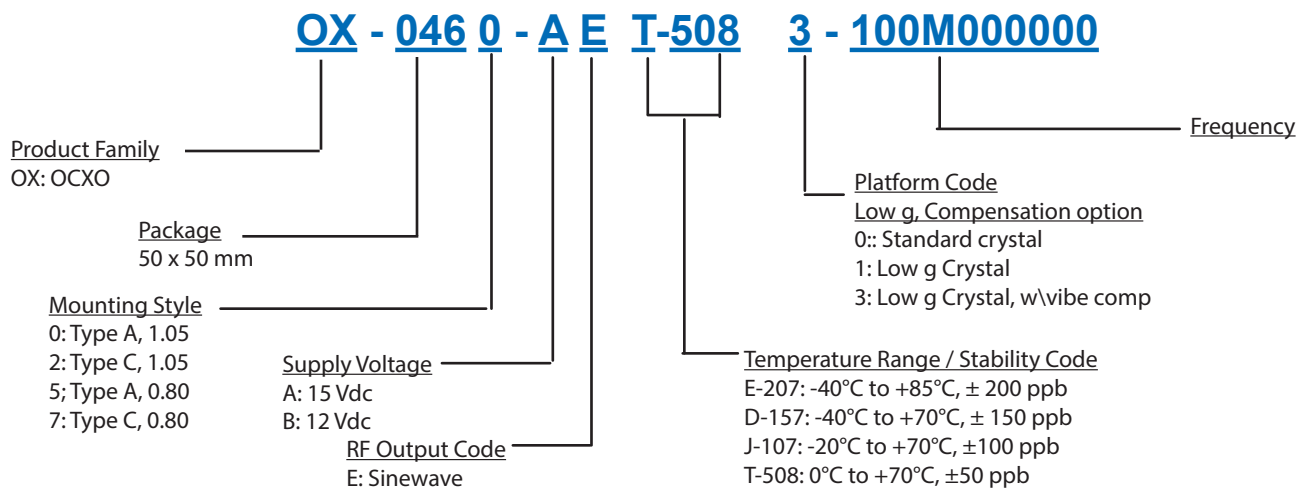 OX - 046 0 - A E T-508 3 - 100M000000
Product Family
OX: OCXO
Package
50 x 50 mm
Mounting Style
0: Type A, 1.05
2: Type C, 1.05
5; Type A, 0.80
7: Type C, 0.80
Supply Voltage
A: 15 Vdc
B: 12 Vdc
RF Output Code
E: Sinewave
Temperature Range / Stability Code
E-207: -40°C to +85°C, ± 200 ppb
D-157: -40°C to +70°C, ± 150 ppb
J-107: -20°C to +70°C, ±100 ppb
T-508: 0°C to +70°C, ±50 ppb
Platform Code
Low g, Compensation option
0:: Standard crystal
1: Low g Crystal
3: Low g Crystal, w\vibe comp
Frequency